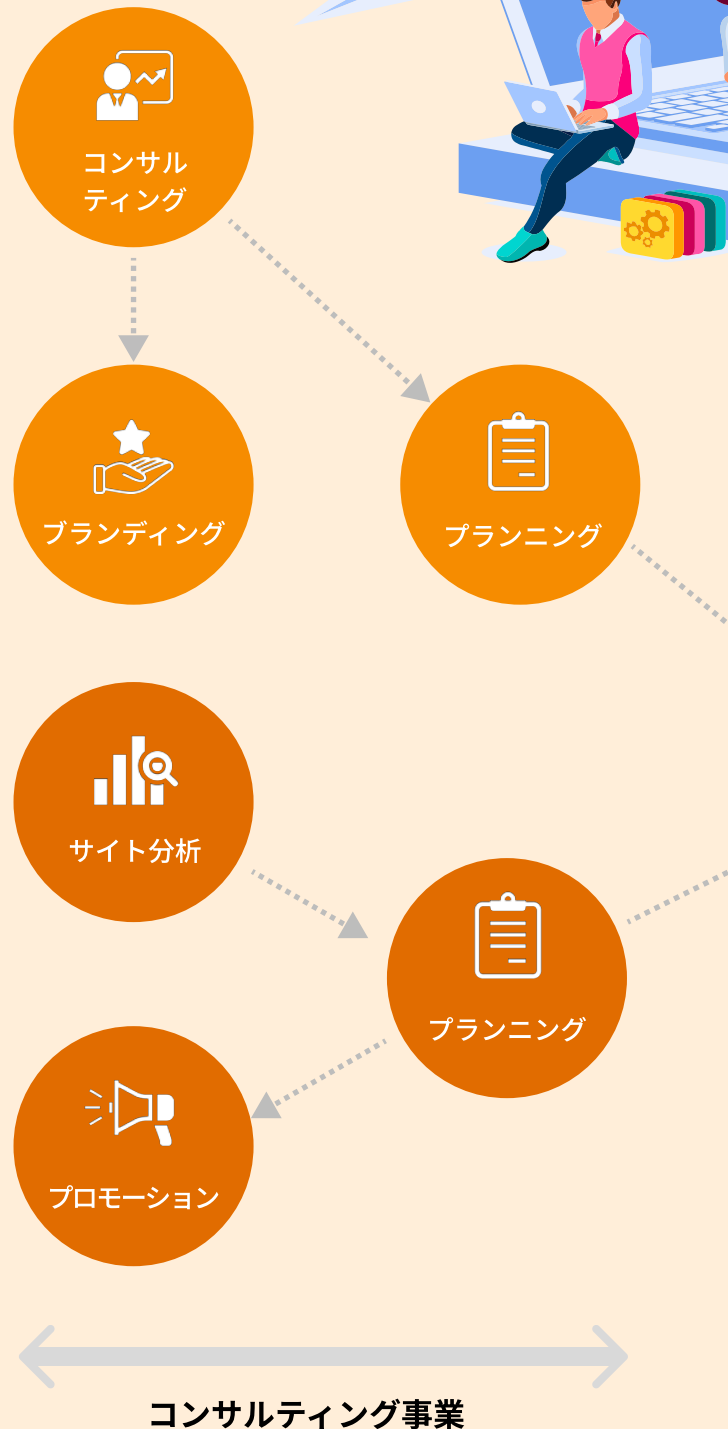 コンサル
ティング
ブランディング
プランニング
サイト分析
プランニング
プロモーション
コンサルティング事業